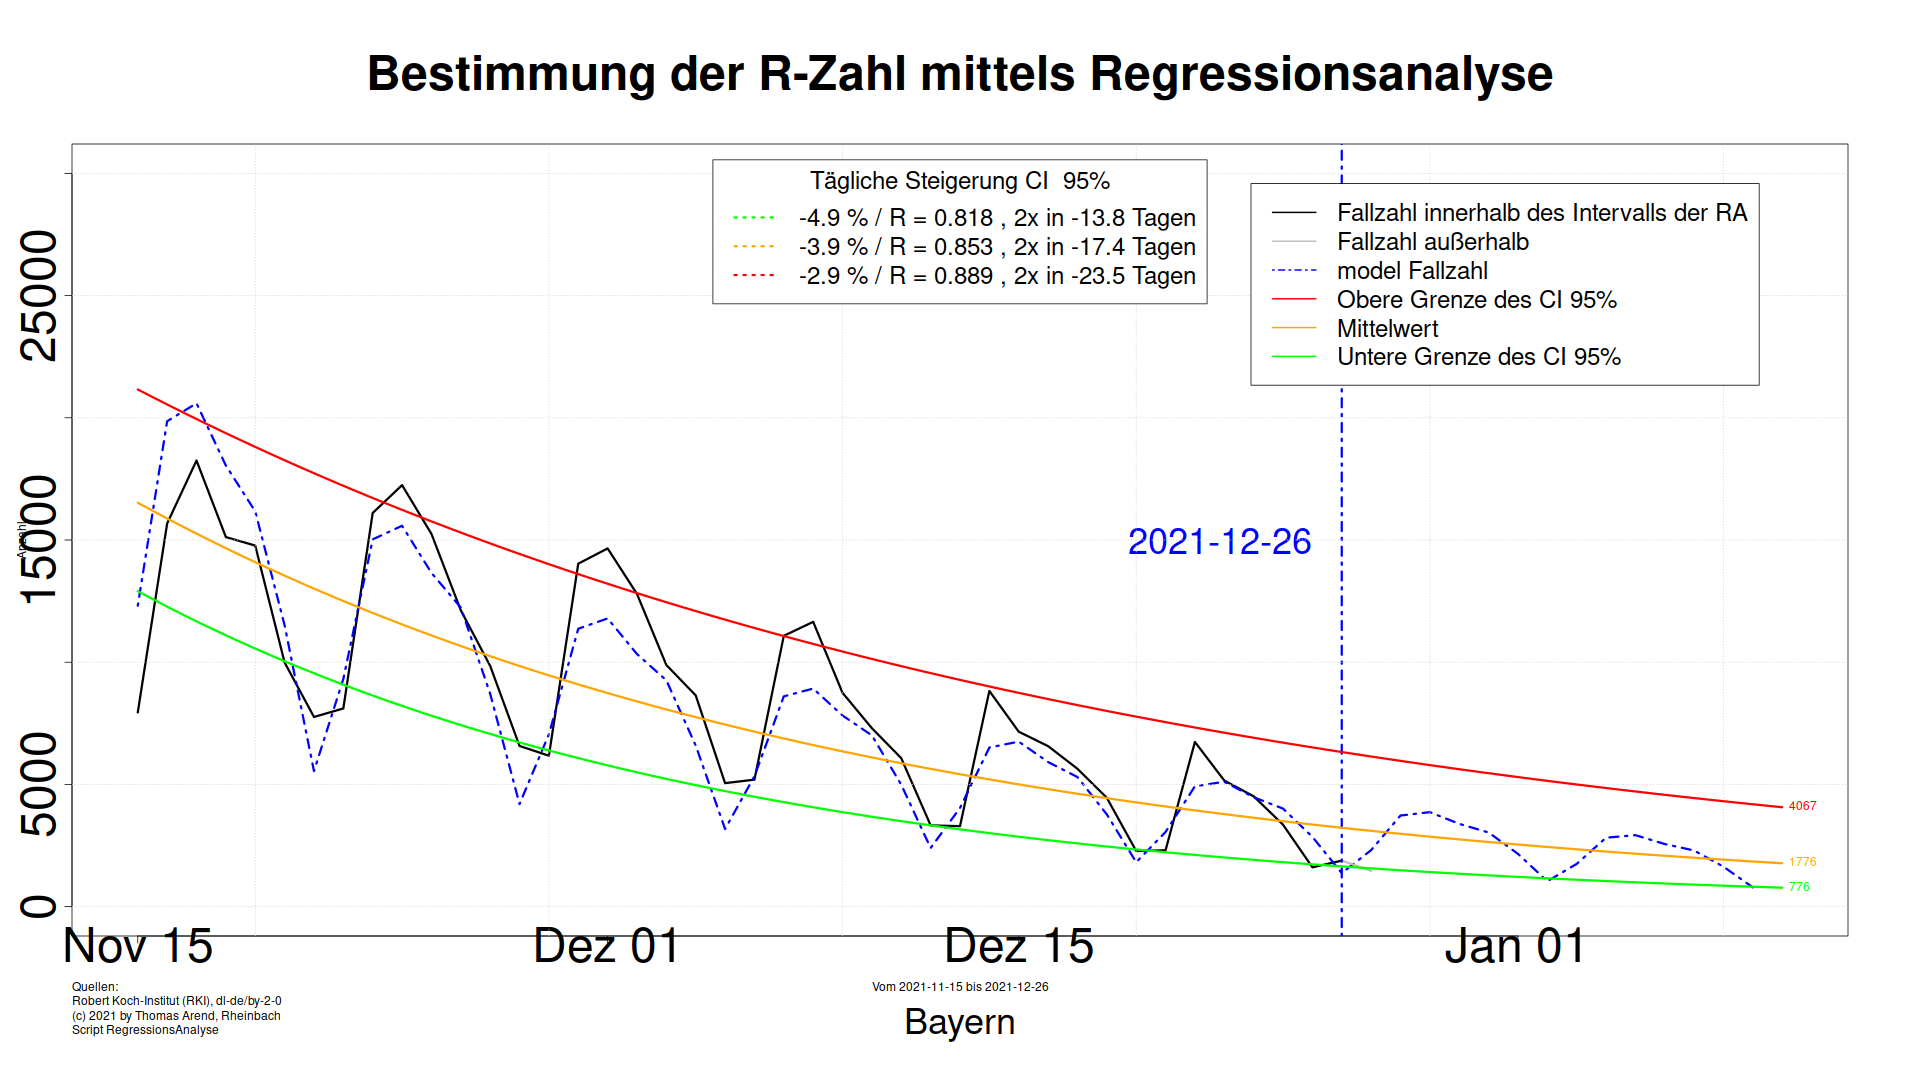 Bestimmung der R-Zahl mittels Regressionsanalyse
Tägliche Steigerung CI  95%
-4.9 % / R = 0.818 , 2x in -13.8 Tagen
-3.9 % / R = 0.853 , 2x in -17.4 Tagen
-2.9 % / R = 0.889 , 2x in -23.5 Tagen
Fallzahl innerhalb des Intervalls der RA
Fallzahl außerhalb
model Fallzahl
Obere Grenze des CI 95%
Mittelwert
Untere Grenze des CI 95%
25000
15000
5000
0
Anzahl
2021-12-26
4067
1776
776
Nov 15
Dez 01
Dez 15
Jan 01
Quellen:
Robert Koch-Institut (RKI), dl-de/by-2-0
(c) 2021 by Thomas Arend, Rheinbach
Script RegressionsAnalyse
Vom 2021-11-15 bis 2021-12-26
Bayern